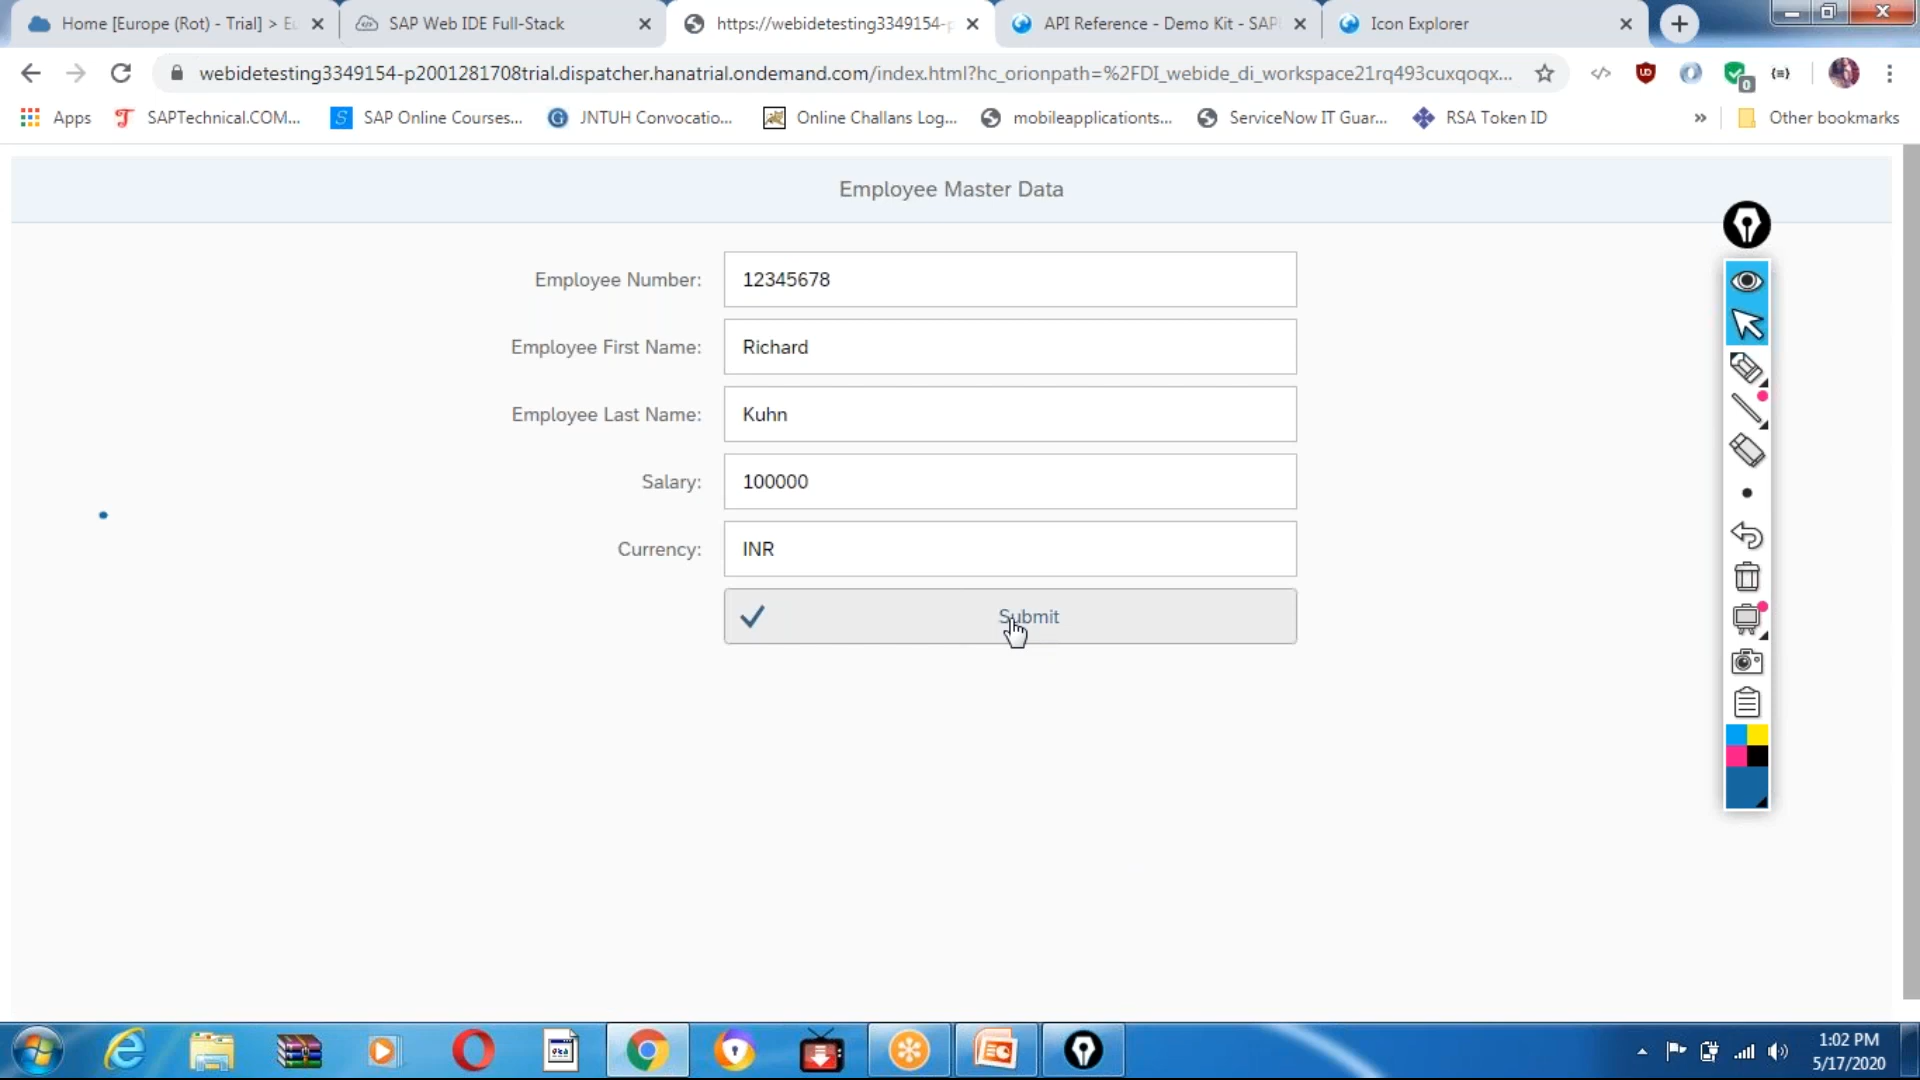 Home [Europe (Rot) - Trial] > Eu
SAP Web IDE Full-Stack
https://webidetesting3349154-p
API Reference - Demo Kit - SAPU
Icon Explorer
webidetesting3349154-p2001281708trial.dispatcher.hanatrial.ondemand.com/index.html?hc_orionpath=%2FDI_webide_di_workspace21rq493cuxqoqx...
Apps
SAPTechnical.COM...
SAP Online Courses...
JNTUH Convocatio...
Online Challans Log...
mobileapplicationts...
ServiceNow IT Guar...
RSA Token ID
»
Other bookmarks
Employee Master Data
Employee Number: 12345678
Employee First Name: Richard
Employee Last Name: Kuhn
Salary: 100000
Currency: INR
Submit
1:02 PM
5/17/2020